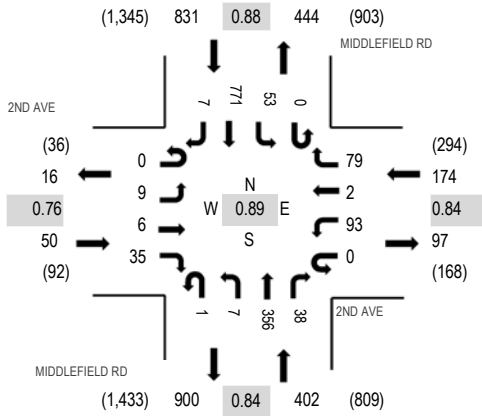 (1,345) 831 0.88 444 (903)
MIDDLEFIELD RD
7 771 53 0
2ND AVE
(36)
16
0.76
50
(92)
0
9
6
35
N
W 0.89 E
S
79
2
93
0
(294)
174
0.84
97
(168)
1 7 356 38
2ND AVE
MIDDLEFIELD RD
(1,433) 900 0.84 402 (809)